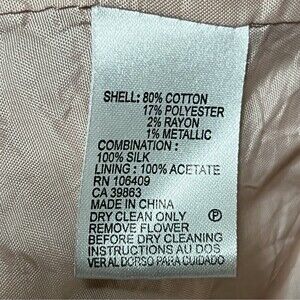 SHELL: 80% COTTON
17% POLYESTER
2% RAYON
1% METALLIC
COMBINATION :
100% SILK
LINING : 100% ACETATE
RN 106409
CA 39863
MADE IN CHINA
DRY CLEAN ONLY Ⓟ
REMOVE FLOWER
BEFORE DRY CLEANING
INSTRUCTIONS AU DOS
VER AL DORSO PARA CUIDADO